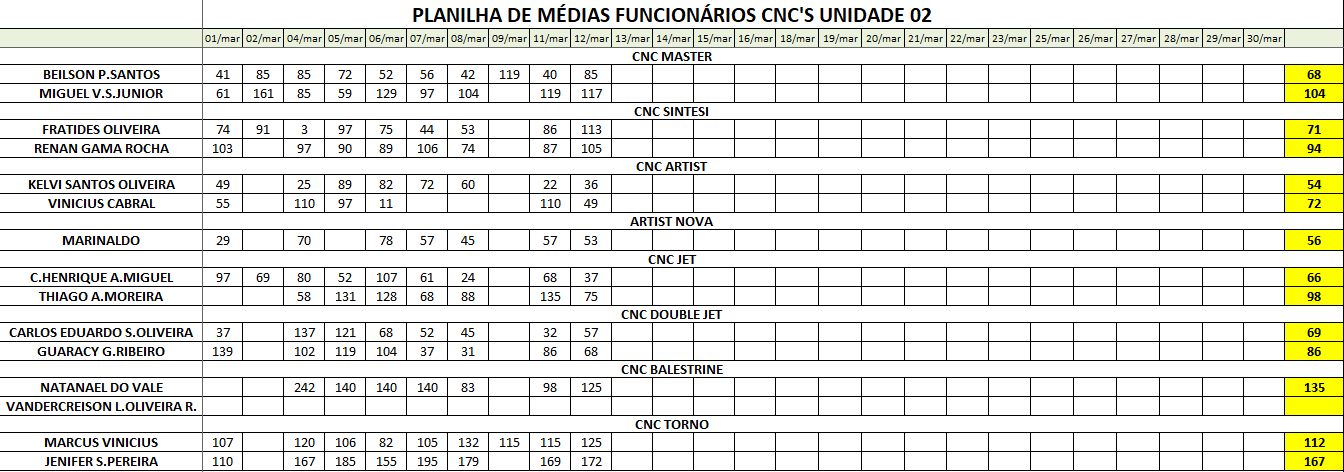 PLANILHA DE MÉDIAS FUNCIONÁRIOS CNC'S UNIDADE 02
01/mar 02/mar 04/mar 05/mar 06/mar 07/mar 08/mar 09/mar 11/mar 12/mar 13/mar 14/mar 15/mar 16/mar 18/mar 19/mar 20/mar 21/mar 22/mar 23/mar 25/mar 26/mar 27/mar 28/mar 29/mar 30/mar
CNC MASTER
BEILSON P.SANTOS 41 85 85 72 52 56 42 119 40 85 68
MIGUEL V.S.JUNIOR 61 161 85 59 129 97 104 119 117 104
CNC SINTESI
FRATIDES OLIVEIRA 74 91 3 97 75 44 53 86 113 71
RENAN GAMA ROCHA 103 97 90 89 106 74 87 105 94
CNC ARTIST
KELVI SANTOS OLIVEIRA 49 25 89 82 72 60 22 36 54
VINICIUS CABRAL 55 110 97 11 110 49 72
ARTIST NOVA
MARINALDO 29 70 78 57 45 57 53 56
CNC JET
C.HENRIQUE A.MIGUEL 97 69 80 52 107 61 24 68 37 66
THIAGO A.MOREIRA 58 131 128 68 88 135 75 98
CNC DOUBLE JET
CARLOS EDUARDO S.OLIVEIRA 37 137 121 68 52 45 32 57 69
GUARACY G.RIBEIRO 139 102 119 104 37 31 86 68 86
CNC BALESTRINE
NATANAEL DO VALE 242 140 140 140 83 98 125 135
VANDERCREISON L.OLIVEIRA R.
CNC TORNO
MARCUS VINICIUS 107 120 106 82 105 132 115 115 125 112
JENIFER S.PEREIRA 110 167 185 155 195 179 169 172 167